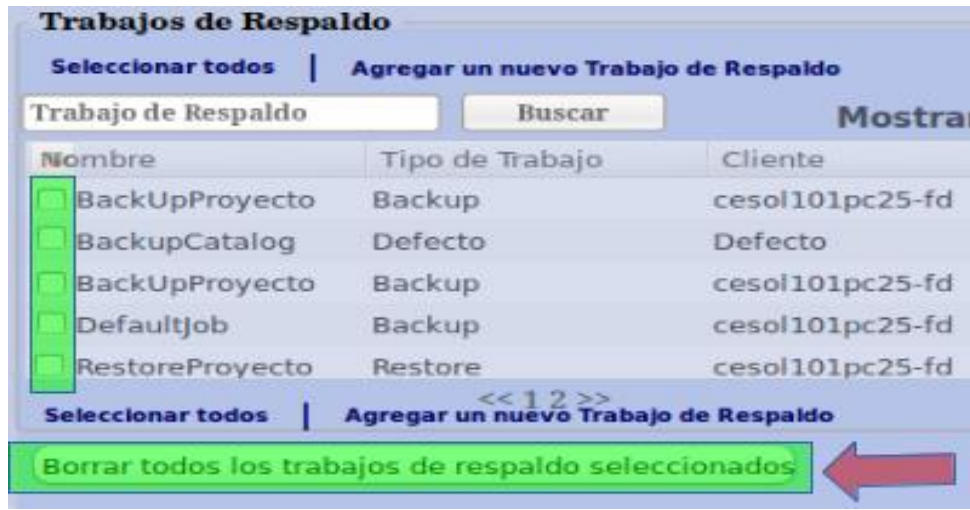 Trabajos de Respaldo
Seleccionar todos | Agregar un nuevo Trabajo de Respaldo
Trabajo de Respaldo Buscar Mostrar
Nombre Tipo de Trabajo Cliente
BackUpProyecto Backup cesol101pc25-fd
BackupCatalog Defecto Defecto
BackUpProyecto Backup cesol101pc25-fd
DefaultJob Backup cesol101pc25-fd
RestoreProyecto Restore cesol101pc25-fd
<< 1 2 >>
Seleccionar todos | Agregar un nuevo Trabajo de Respaldo
Borrar todos los trabajos de respaldo seleccionados